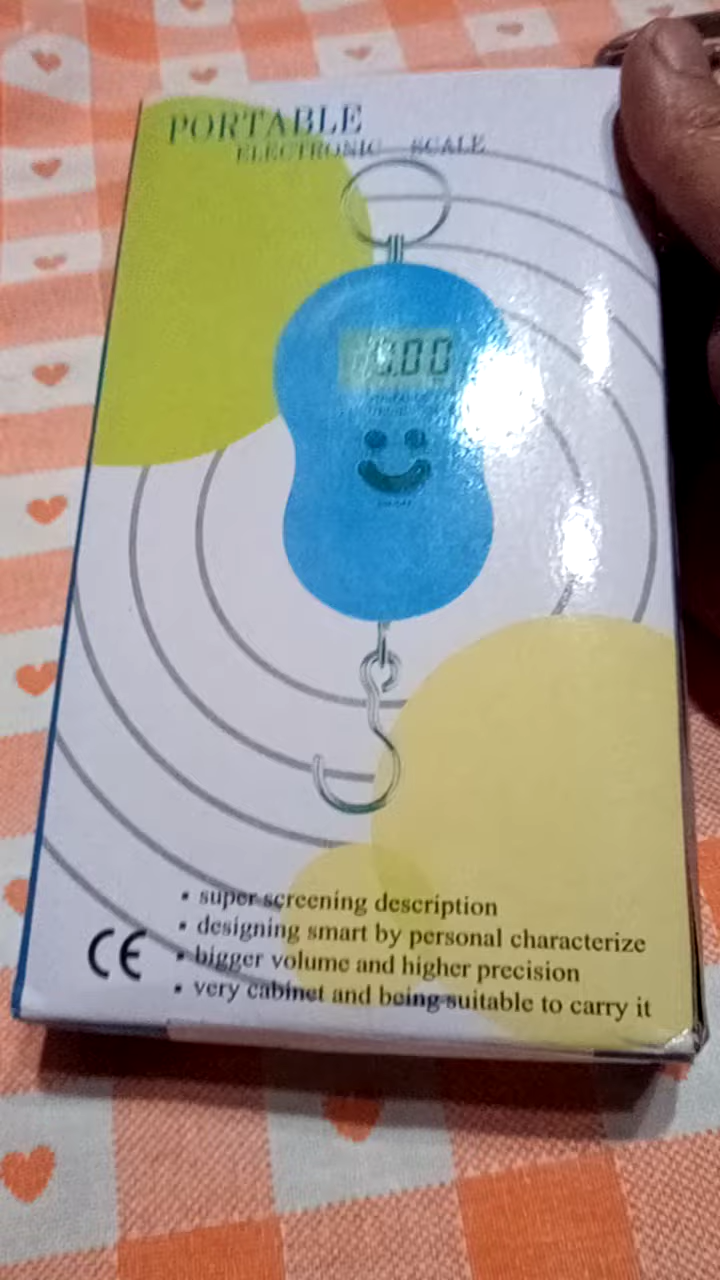 PORTABLE
ELECTRONIC SCALE
0.00
• super screening description
• designing smart by personal characterize
• bigger volume and higher precision
• very cabinet and being suitable to carry it
CE